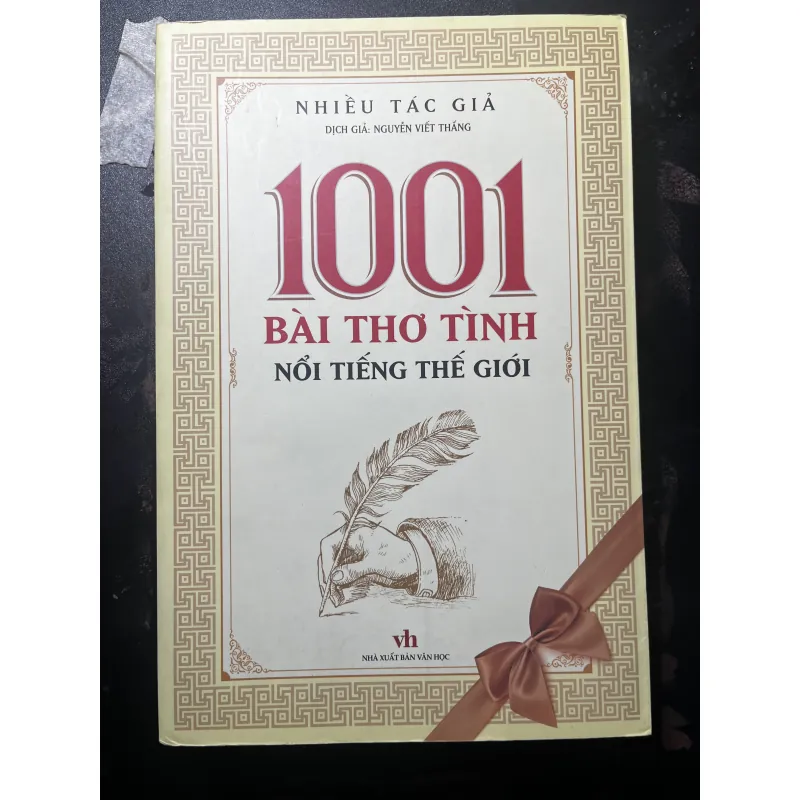 NHIỀU TÁC GIẢ
DỊCH GIẢ: NGUYỄN VIẾT THẮNG
1001
BÀI THƠ TÌNH
NỔI TIẾNG THẾ GIỚI
vh
NHÀ XUẤT BẢN VĂN HỌC